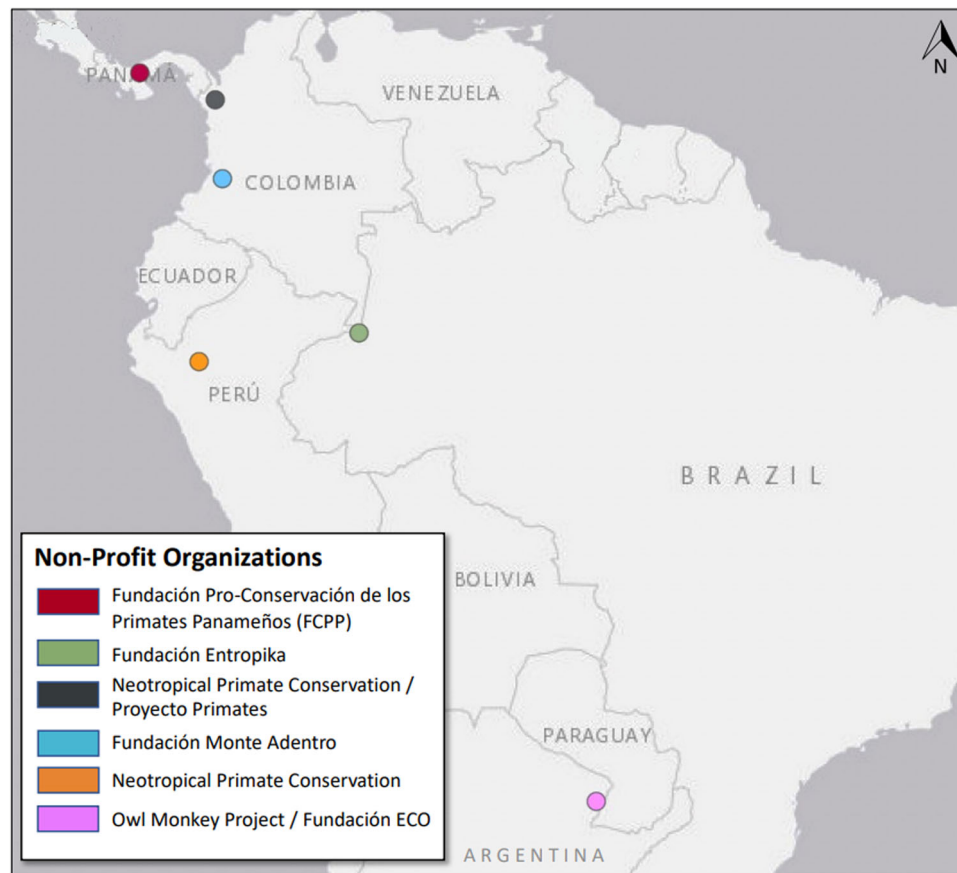 N
PANAMÁ
VENEZUELA
COLOMBIA
ECUADOR
PERÚ
BRAZIL
BOLIVIA
PARAGUAY
ARGENTINA
Non-Profit Organizations
Fundación Pro-Conservación de los
Primates Panameños (FCPP)
Fundación Entropika
Neotropical Primate Conservation /
Proyecto Primates
Fundación Monte Adentro
Neotropical Primate Conservation
Owl Monkey Project / Fundación ECO